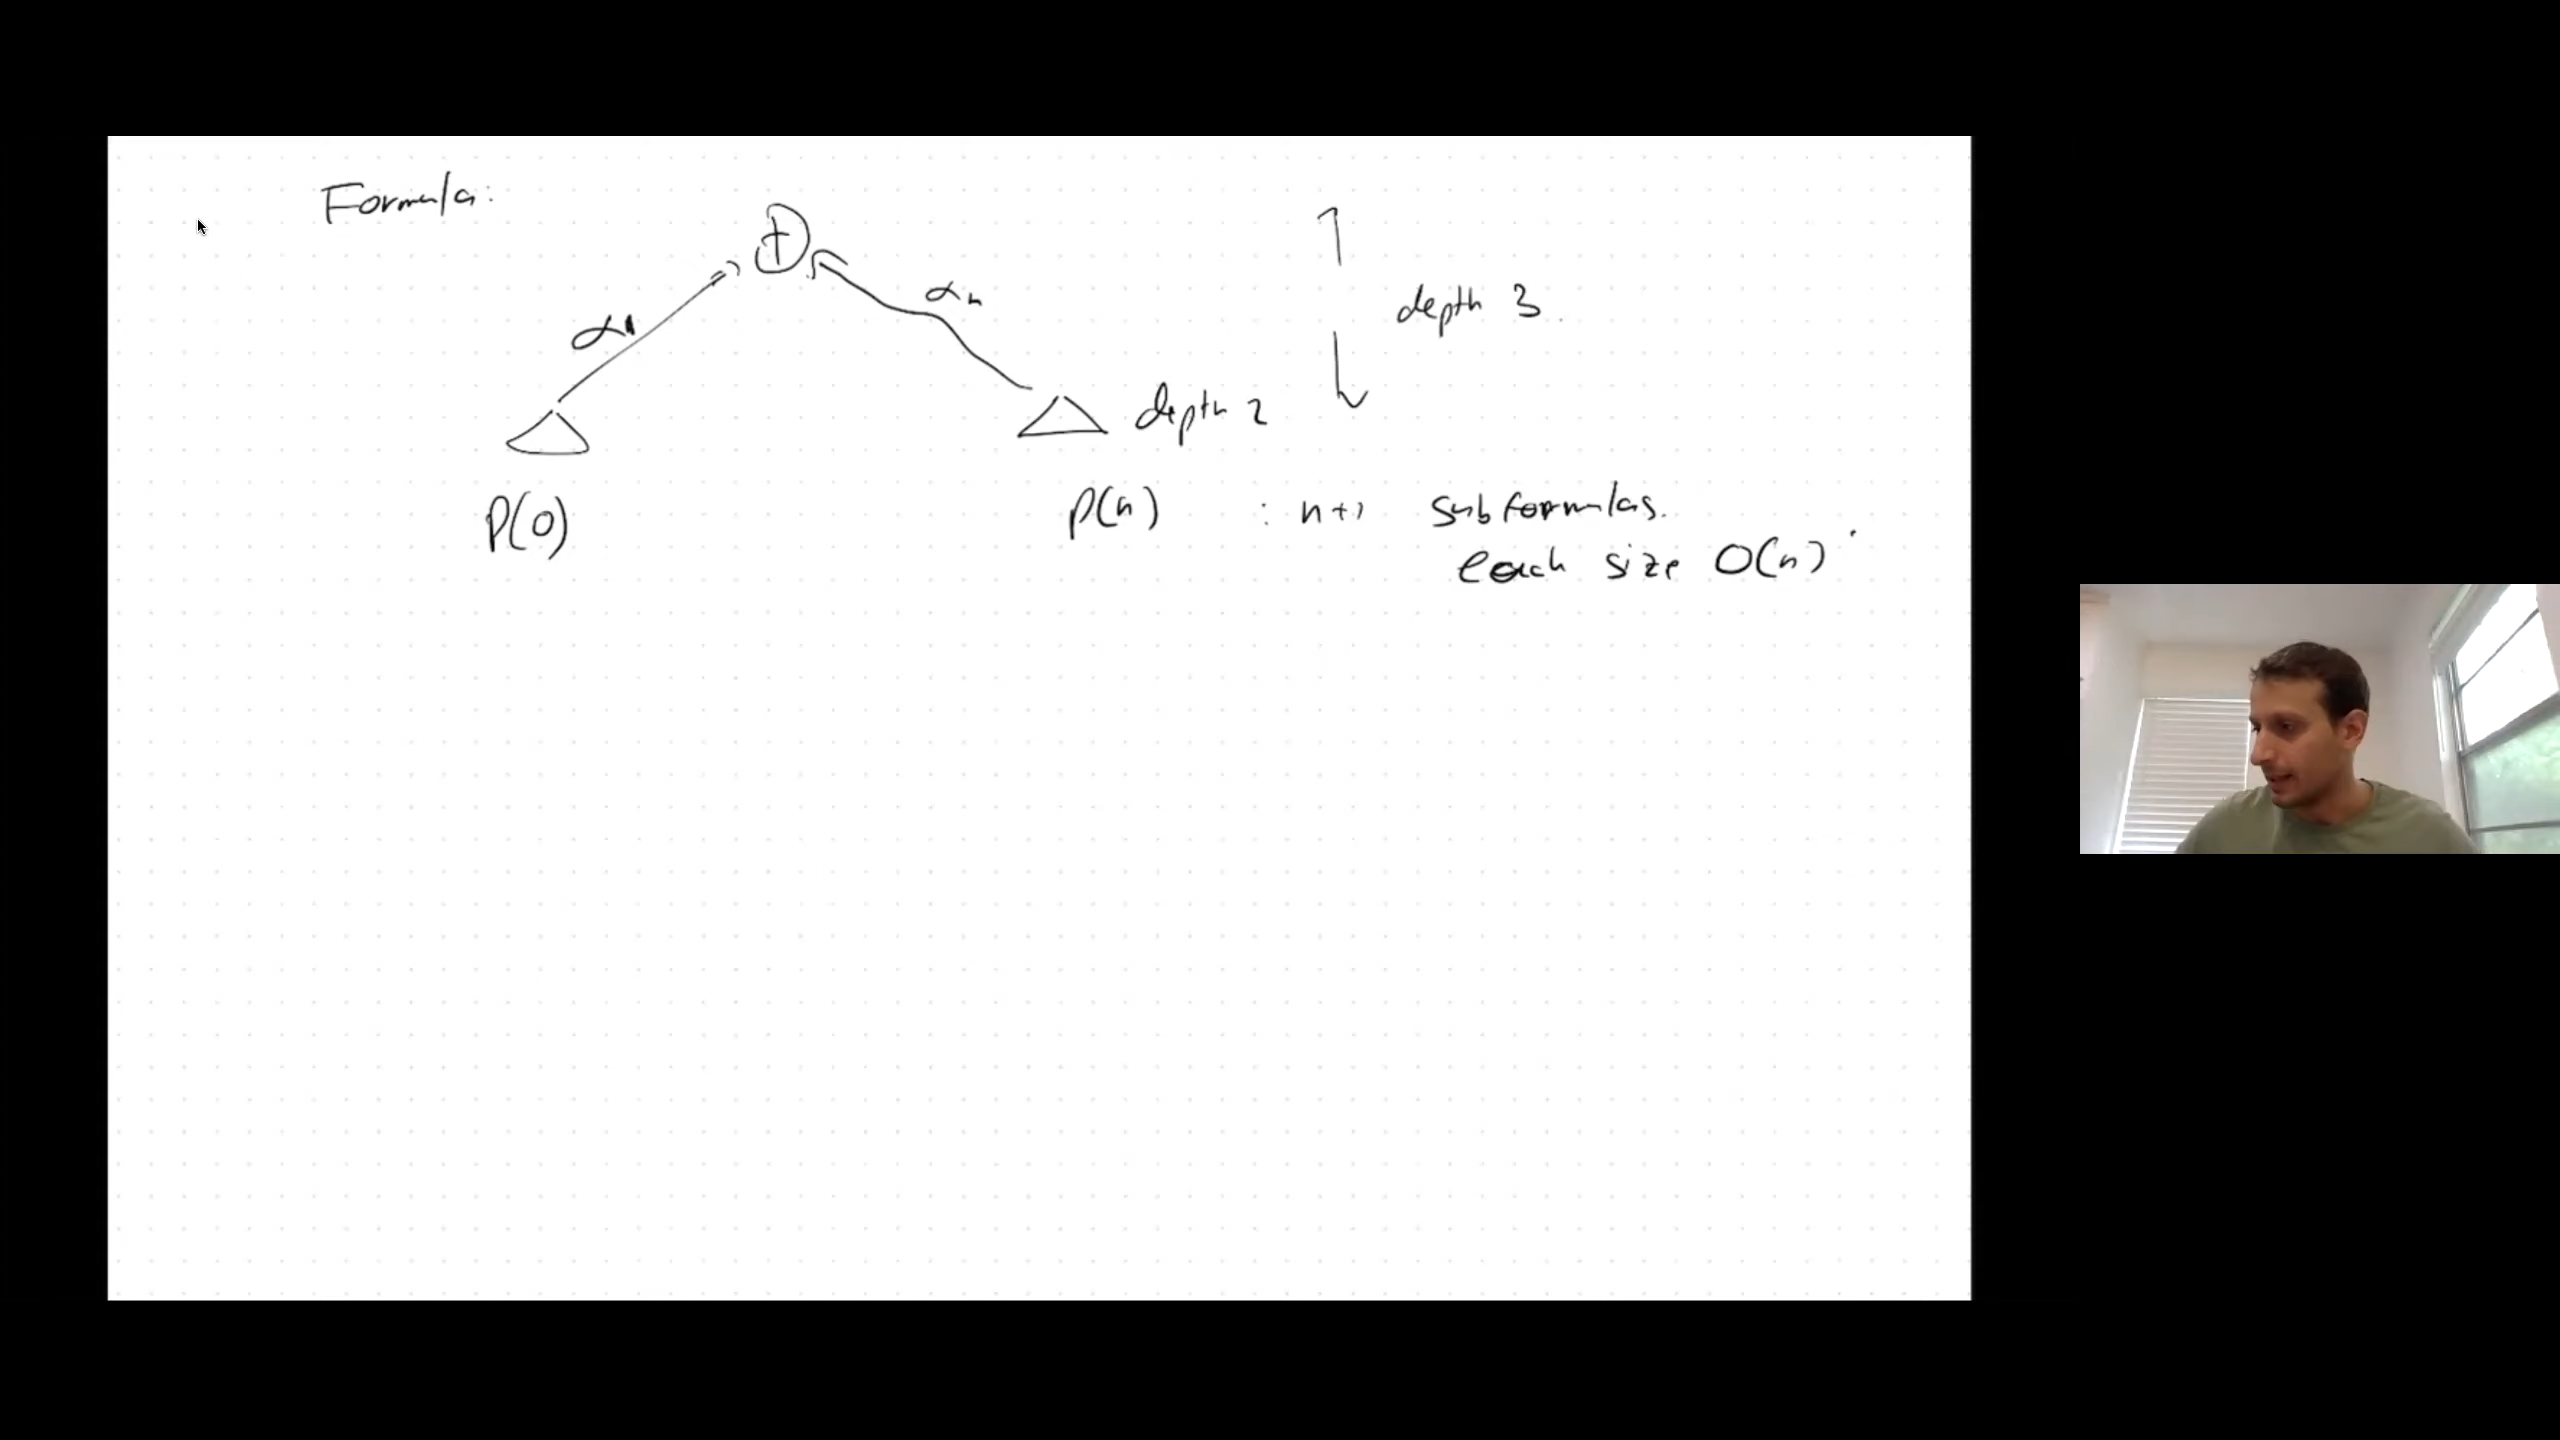 Formula:
+
α1
αn
depth 3.
depth 2
P(0)
P(n) : n+1 subformulas.
each size O(n)